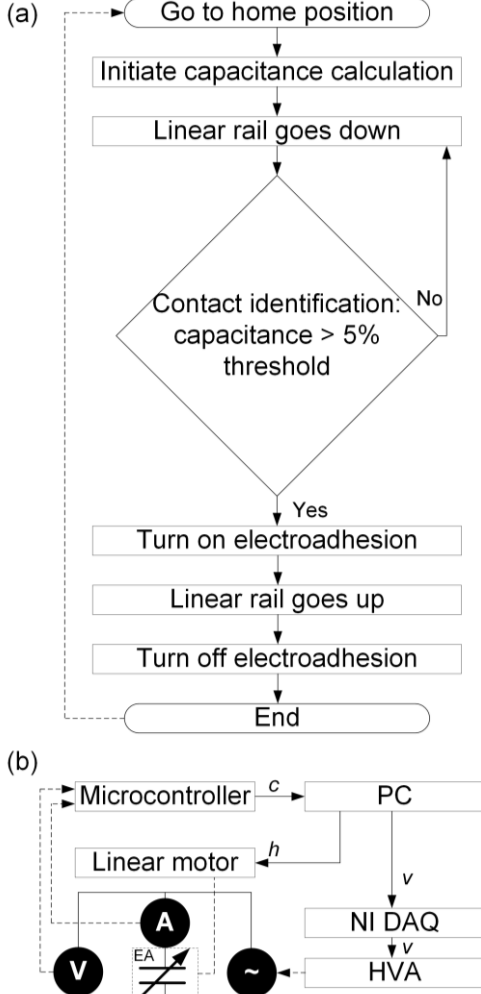 (a)
Go to home position
Initiate capacitance calculation
Linear rail goes down
Contact identification:
capacitance > 5%
threshold
No
Yes
Turn on electroadhesion
Linear rail goes up
Turn off electroadhesion
End
(b)
Microcontroller
c
PC
Linear motor
h
v
A
NI DAQ
EA
v
V
~
HVA